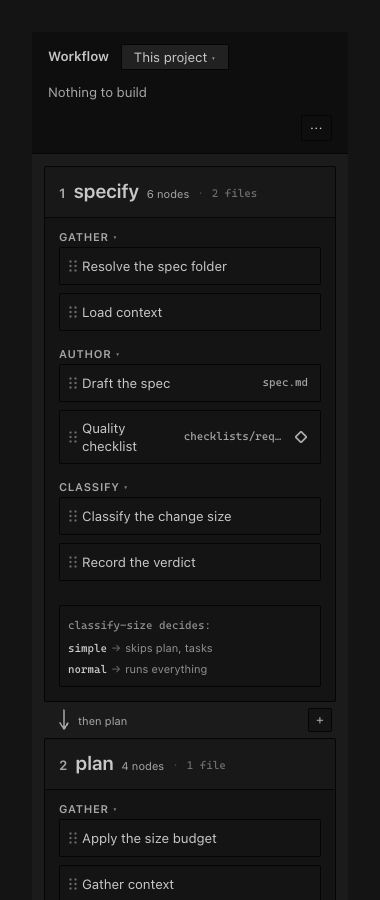 Workflow This project
Nothing to build
...
1 specify 6 nodes · 2 files
GATHER
Resolve the spec folder
Load context
AUTHOR
Draft the spec spec.md
Quality checklist checklists/req…
CLASSIFY
Classify the change size
Record the verdict
classify-size decides:
simple → skips plan, tasks
normal → runs everything
↓ then plan +
2 plan 4 nodes · 1 file
GATHER
Apply the size budget
Gather context